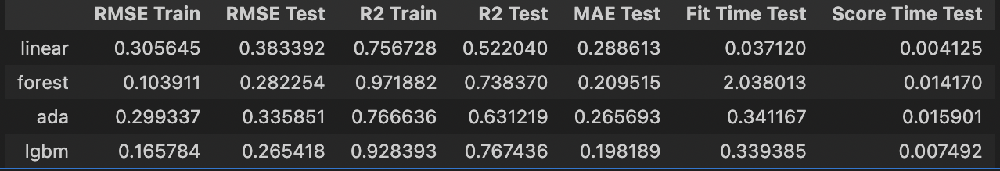 RMSE Train RMSE Test R2 Train R2 Test MAE Test Fit Time Test Score Time Test
linear 0.305645 0.383392 0.756728 0.522040 0.288613 0.037120 0.004125
forest 0.103911 0.282254 0.971882 0.738370 0.209515 2.038013 0.014170
ada 0.299337 0.335851 0.766636 0.631219 0.265693 0.341167 0.015901
lgbm 0.165784 0.265418 0.928393 0.767436 0.198189 0.339385 0.007492